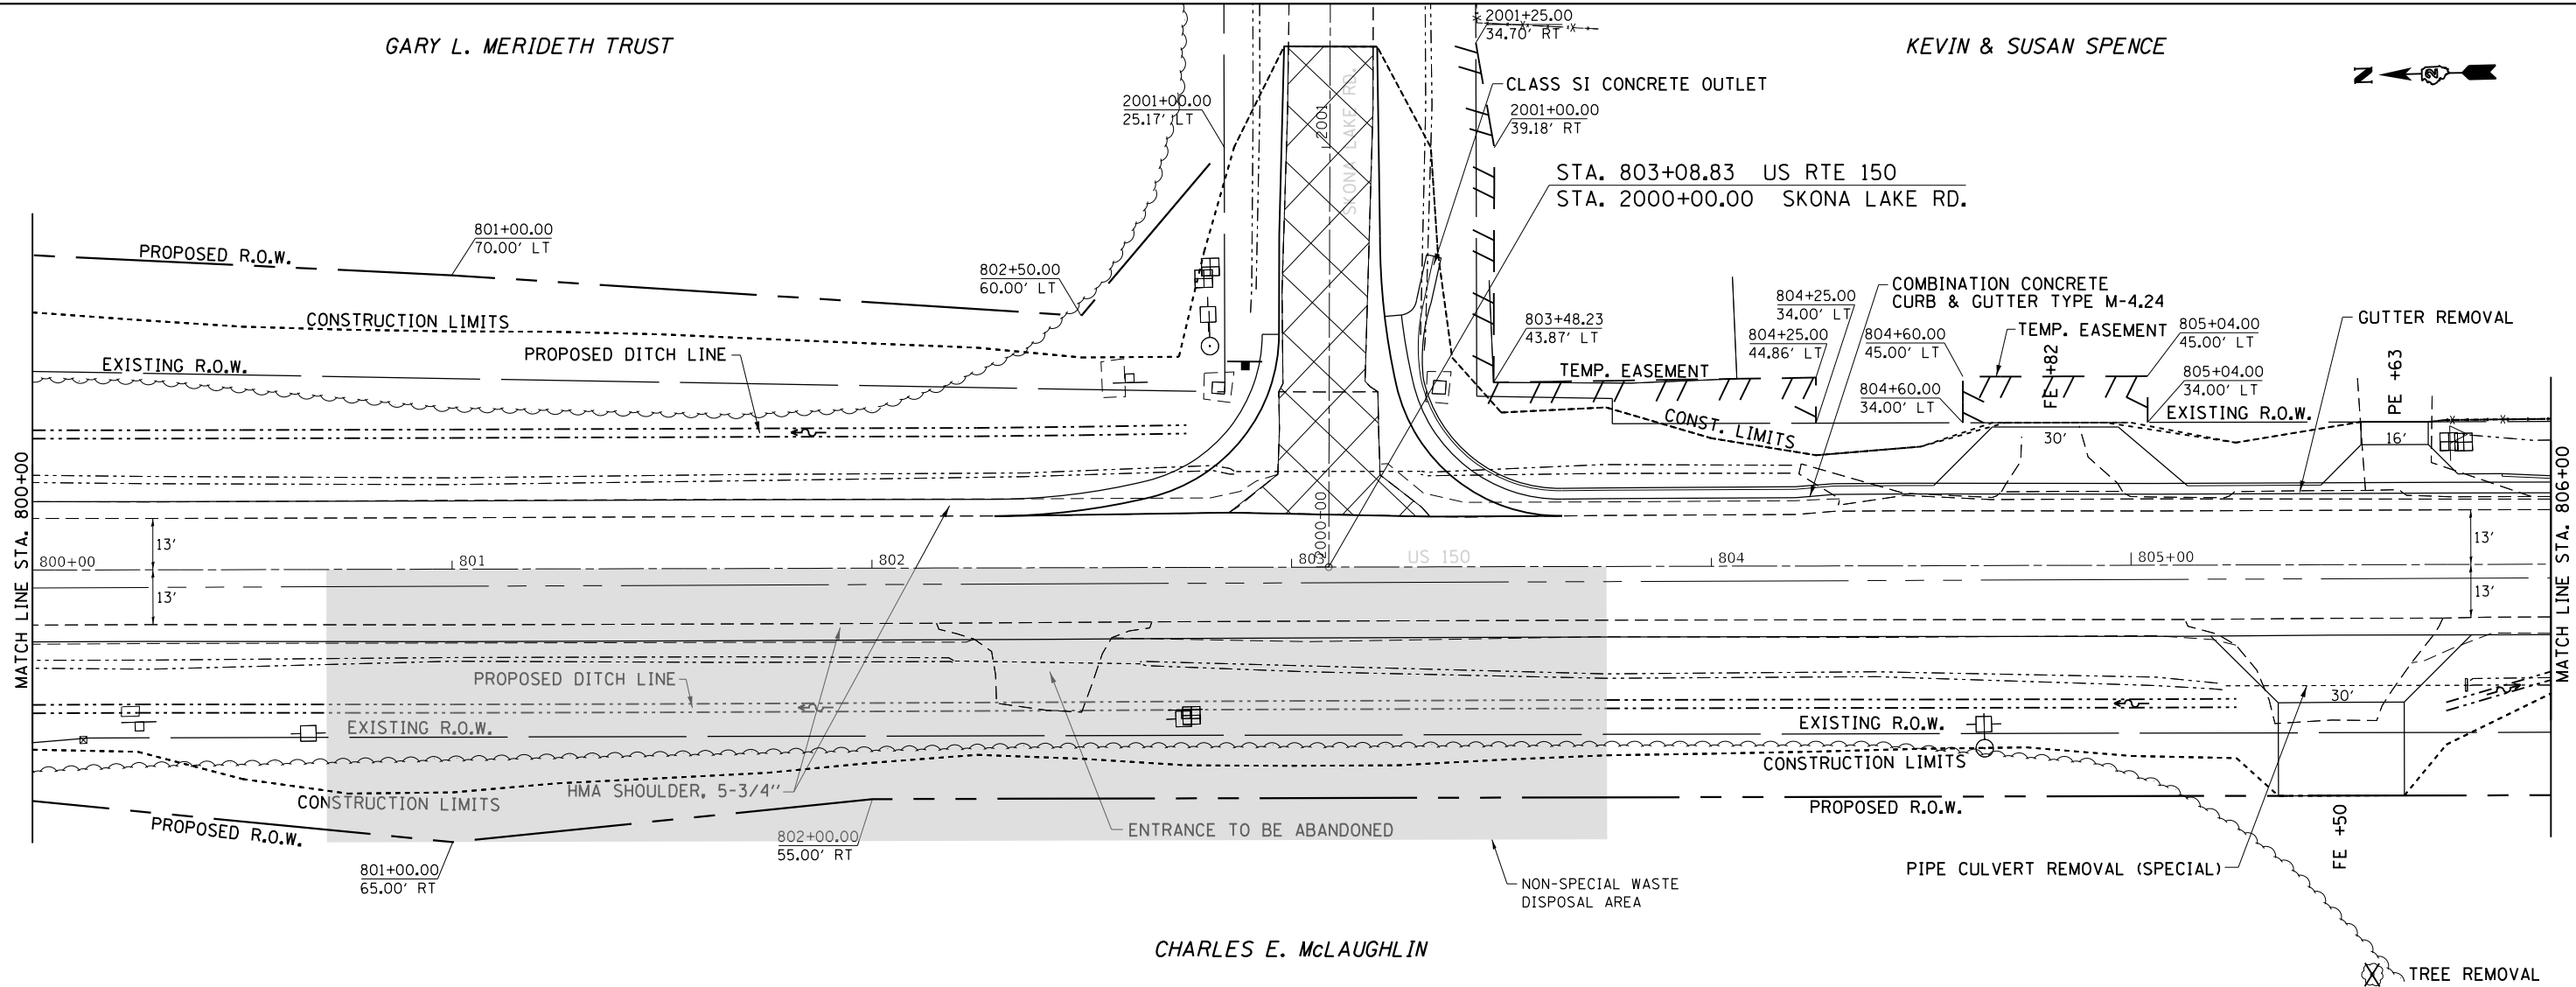 GARY L. MERIDETH TRUST
KEVIN & SUSAN SPENCE
N
2
2001+25.00
34.70' RT
CLASS SI CONCRETE OUTLET
2001+00.00
25.17' LT
2001+00.00
39.18' RT
2001
SKONA LAKE RD.
STA. 803+08.83 US RTE 150
STA. 2000+00.00 SKONA LAKE RD.
801+00.00
70.00' LT
PROPOSED R.O.W.
802+50.00
60.00' LT
CONSTRUCTION LIMITS
PROPOSED DITCH LINE
EXISTING R.O.W.
803+48.23
43.87' LT
TEMP. EASEMENT
804+25.00
34.00' LT
804+25.00
44.86' LT
COMBINATION CONCRETE
CURB & GUTTER TYPE M-4.24
804+60.00
45.00' LT
804+60.00
34.00' LT
TEMP. EASEMENT
805+04.00
45.00' LT
805+04.00
34.00' LT
GUTTER REMOVAL
FE +82
30'
PE +63
16'
EXISTING R.O.W.
CONST. LIMITS
MATCH LINE STA. 800+00
MATCH LINE STA. 806+00
13'
13'
13'
13'
800+00
801
802
803
2000+00
US 150
804
805+00
PROPOSED DITCH LINE
EXISTING R.O.W.
EXISTING R.O.W.
30'
CONSTRUCTION LIMITS
CONSTRUCTION LIMITS
HMA SHOULDER, 5-3/4"
PROPOSED R.O.W.
PROPOSED R.O.W.
802+00.00
55.00' RT
ENTRANCE TO BE ABANDONED
801+00.00
65.00' RT
FE +50
PIPE CULVERT REMOVAL (SPECIAL)
NON-SPECIAL WASTE
DISPOSAL AREA
CHARLES E. McLAUGHLIN
TREE REMOVAL